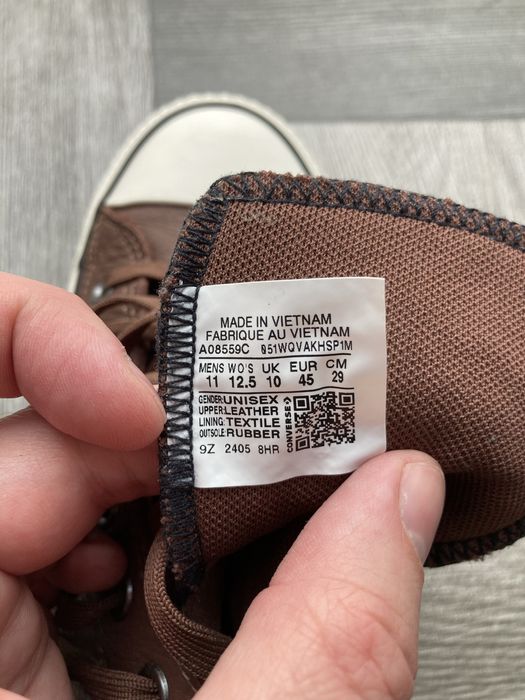 MADE IN VIETNAM
FABRIQUE AU VIETNAM
A08559C 051WQVAKHSP1M
MENS WO'S UK EUR CM
11 12.5 10 45 29
GENDER:UNISEX
UPPER:LEATHER
LINING:TEXTILE
OUTSOLE:RUBBER
CONVERSE
9Z 2405 8HR